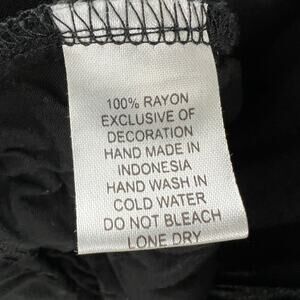 100% RAYON
EXCLUSIVE OF
DECORATION
HAND MADE IN
INDONESIA
HAND WASH IN
COLD WATER
DO NOT BLEACH
LONE DRY